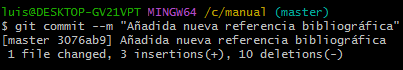 luis@DESKTOP-GV21VPT MINGW64 /c/manual (master)
$ git commit --m "Añadida nueva referencia bibliográfica"
[master 3076ab9] Añadida nueva referencia bibliográfica
 1 file changed, 3 insertions(+), 10 deletions(-)